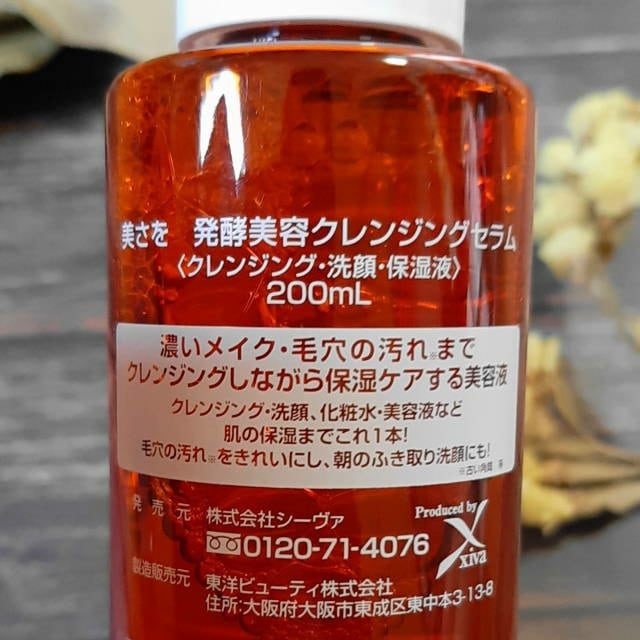 美さを 発酵美容クレンジングセラム
〈クレンジング・洗顔・保湿液〉
200mL
濃いメイク・毛穴の汚れ※まで
クレンジングしながら保湿ケアする美容液
クレンジング・洗顔、化粧水・美容液など
肌の保湿までこれ1本!
毛穴の汚れ※をきれいにし、朝のふき取り洗顔にも!
※古い角質 等
発 売 元 株式会社シーヴァ
0120-71-4076
Produced by
xiva
製造販売元 東洋ビューティ株式会社
住所:大阪府大阪市東成区東中本3-13-8